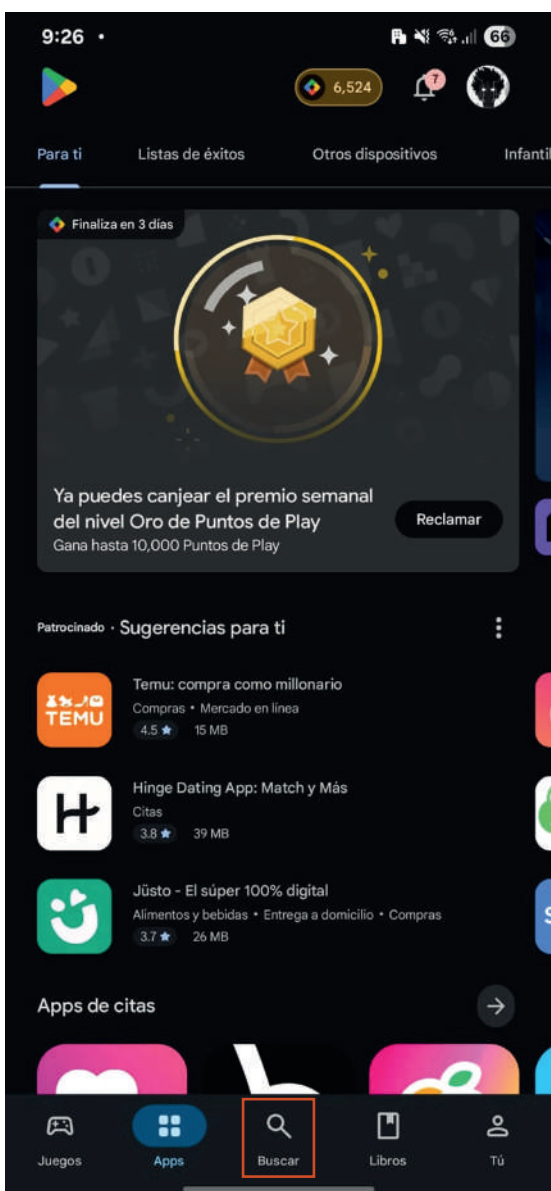 9:26
66
6,524
7
Para ti Listas de éxitos Otros dispositivos Infantil
Finaliza en 3 días
Ya puedes canjear el premio semanal
del nivel Oro de Puntos de Play
Gana hasta 10,000 Puntos de Play
Reclamar
Patrocinado · Sugerencias para ti
TEMU
Temu: compra como millonario
Compras • Mercado en línea
4.5 ★ 15 MB
H
Hinge Dating App: Match y Más
Citas
3.8 ★ 39 MB
Jüsto - El súper 100% digital
Alimentos y bebidas • Entrega a domicilio • Compras
3.7 ★ 26 MB
S
Apps de citas
Juegos Apps Buscar Libros Tú